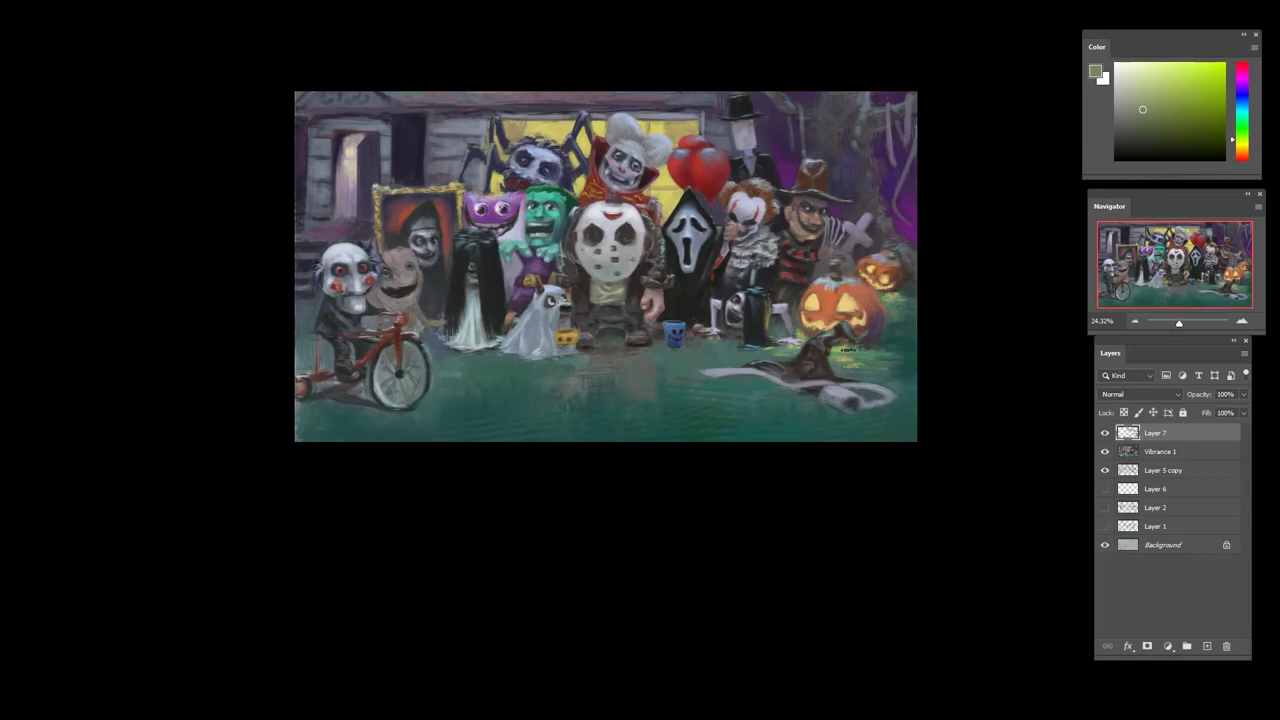 Color
Navigator
24.32%
Layers
Kind
Normal
Opacity: 100%
Lock:
Fill: 100%
Layer 7
Vibrance 1
Layer 5 copy
Layer 6
Layer 2
Layer 1
Background
fx